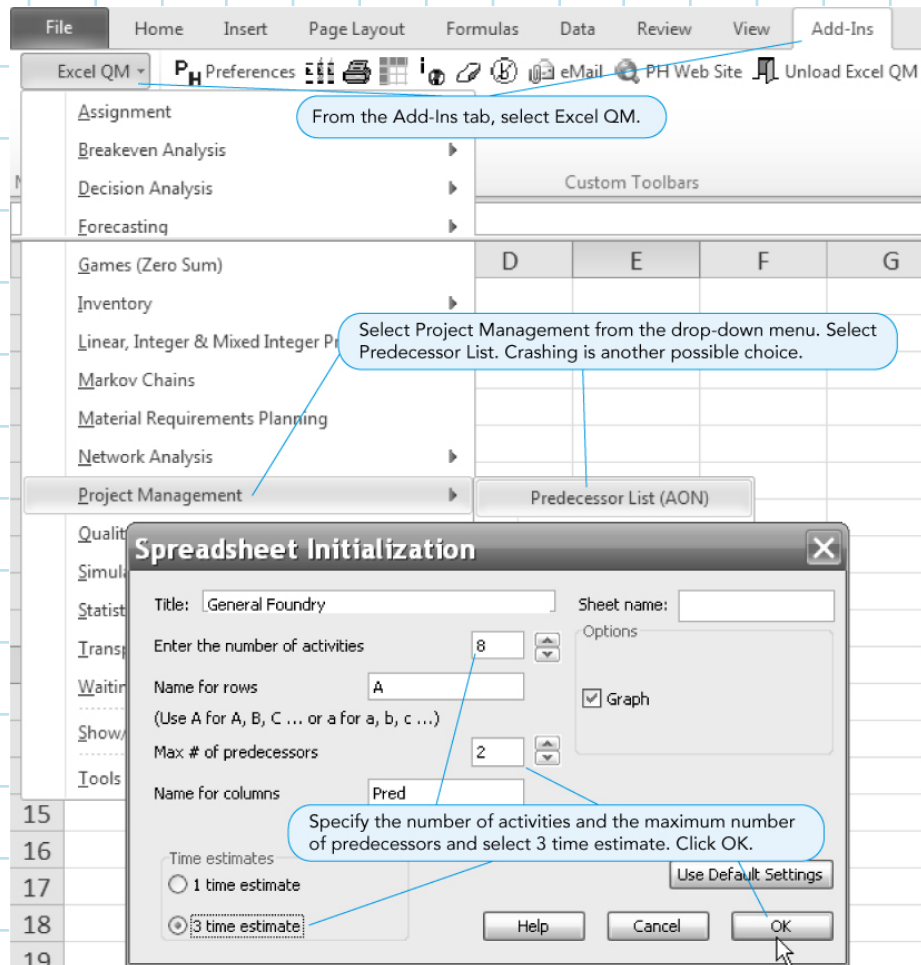 File Home Insert Page Layout Formulas Data Review View Add-Ins
Excel QM PH Preferences eMail PH Web Site Unload Excel QM
Assignment
From the Add-Ins tab, select Excel QM.
Breakeven Analysis
Decision Analysis
Custom Toolbars
Forecasting
Games (Zero Sum)
D E F G
Inventory
Select Project Management from the drop-down menu. Select
Predecessor List. Crashing is another possible choice.
Linear, Integer & Mixed Integer Pr
Markov Chains
Material Requirements Planning
Network Analysis
Project Management
Predecessor List (AON)
Qualit
Simula
Statist
Transp
Waitin
Show/
Tools
Spreadsheet Initialization
Title: General Foundry
Sheet name:
Enter the number of activities 8
Options
Name for rows A
Graph
(Use A for A, B, C ... or a for a, b, c ...)
Max # of predecessors 2
Name for columns Pred
Specify the number of activities and the maximum number
of predecessors and select 3 time estimate. Click OK.
Time estimates
1 time estimate
3 time estimate
Use Default Settings
Help Cancel OK
15
16
17
18
19